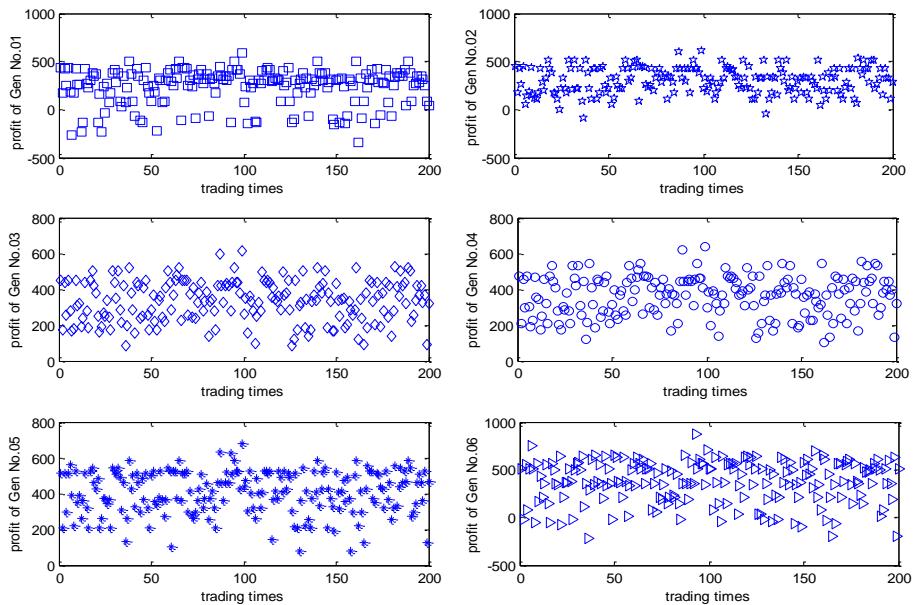 1000
500
0
-500
profit of Gen No.01
0 50 100 150 200
trading times
1000
500
0
-500
profit of Gen No.02
0 50 100 150 200
trading times
800
600
400
200
0
profit of Gen No.03
0 50 100 150 200
trading times
800
600
400
200
0
profit of Gen No.04
0 50 100 150 200
trading times
800
600
400
200
0
profit of Gen No.05
0 50 100 150 200
trading times
1000
500
0
-500
profit of Gen No.06
0 50 100 150 200
trading times